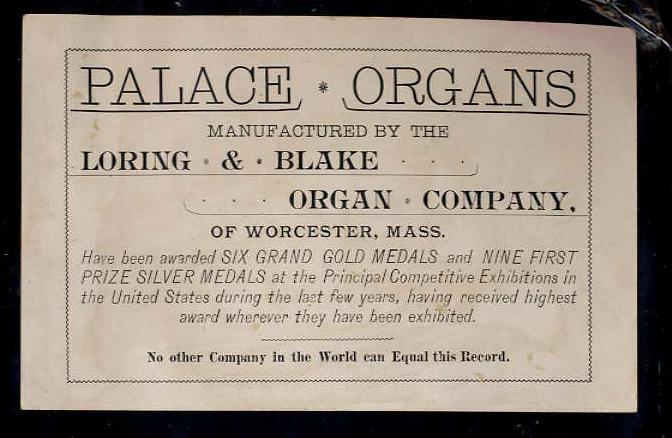 PALACE * ORGANS
MANUFACTURED BY THE
LORING • & • BLAKE • • •
• • • ORGAN • COMPANY,
OF WORCESTER, MASS.
Have been awarded SIX GRAND GOLD MEDALS and NINE FIRST
PRIZE SILVER MEDALS at the Principal Competitive Exhibitions in
the United States during the last few years, having received highest
award wherever they have been exhibited.
No other Company in the World can Equal this Record.